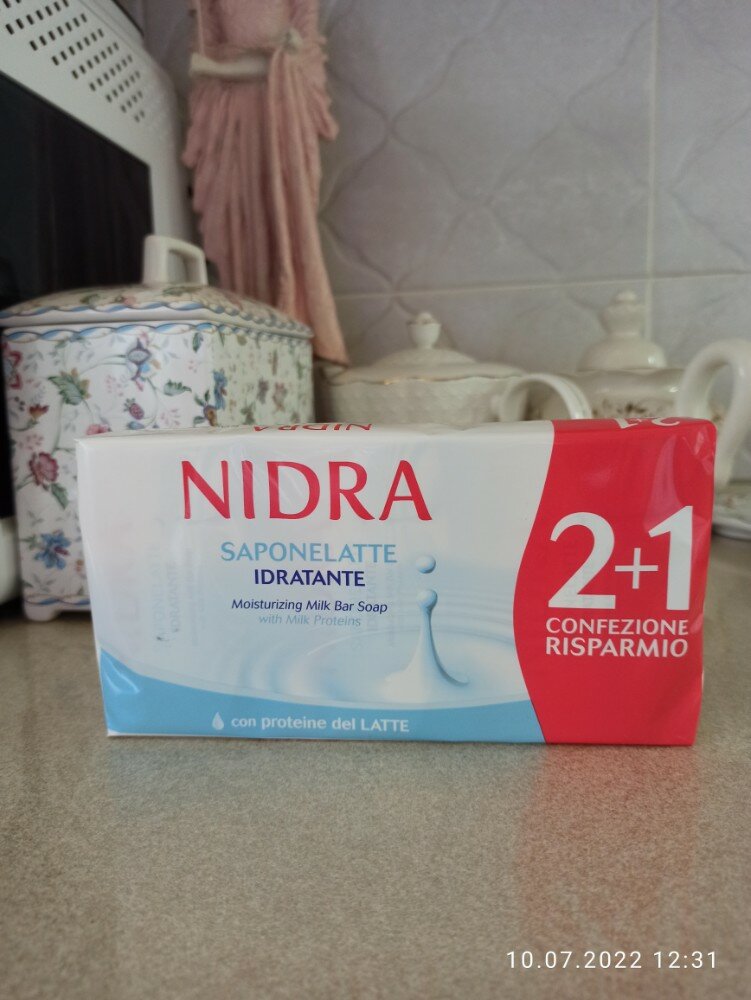 NIDRA
NIDRA
SAPONELATTE
IDRATANTE
Moisturizing Milk Bar Soap
with Milk Proteins
con proteine del LATTE
2+1
CONFEZIONE
RISPARMIO
10.07.2022 12:31